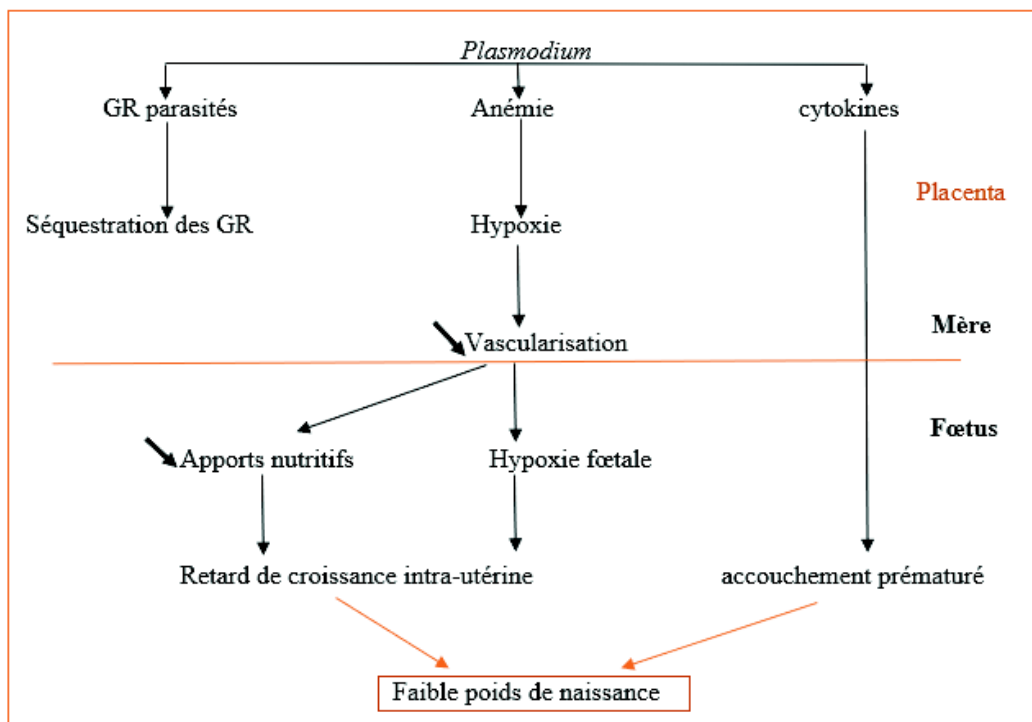 Plasmodium
GR parasités
Anémie
cytokines
Placenta
Séquestration des GR
Hypoxie
Mère
Vascularisation
Fœtus
Apports nutritifs
Hypoxie fœtale
Retard de croissance intra-utérine
accouchement prématuré
Faible poids de naissance